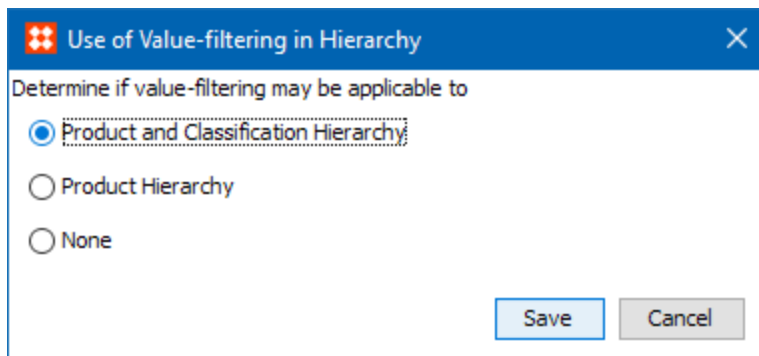 Use of Value-filtering in Hierarchy
Determine if value-filtering may be applicable to
Product and Classification Hierarchy
Product Hierarchy
None
Save Cancel